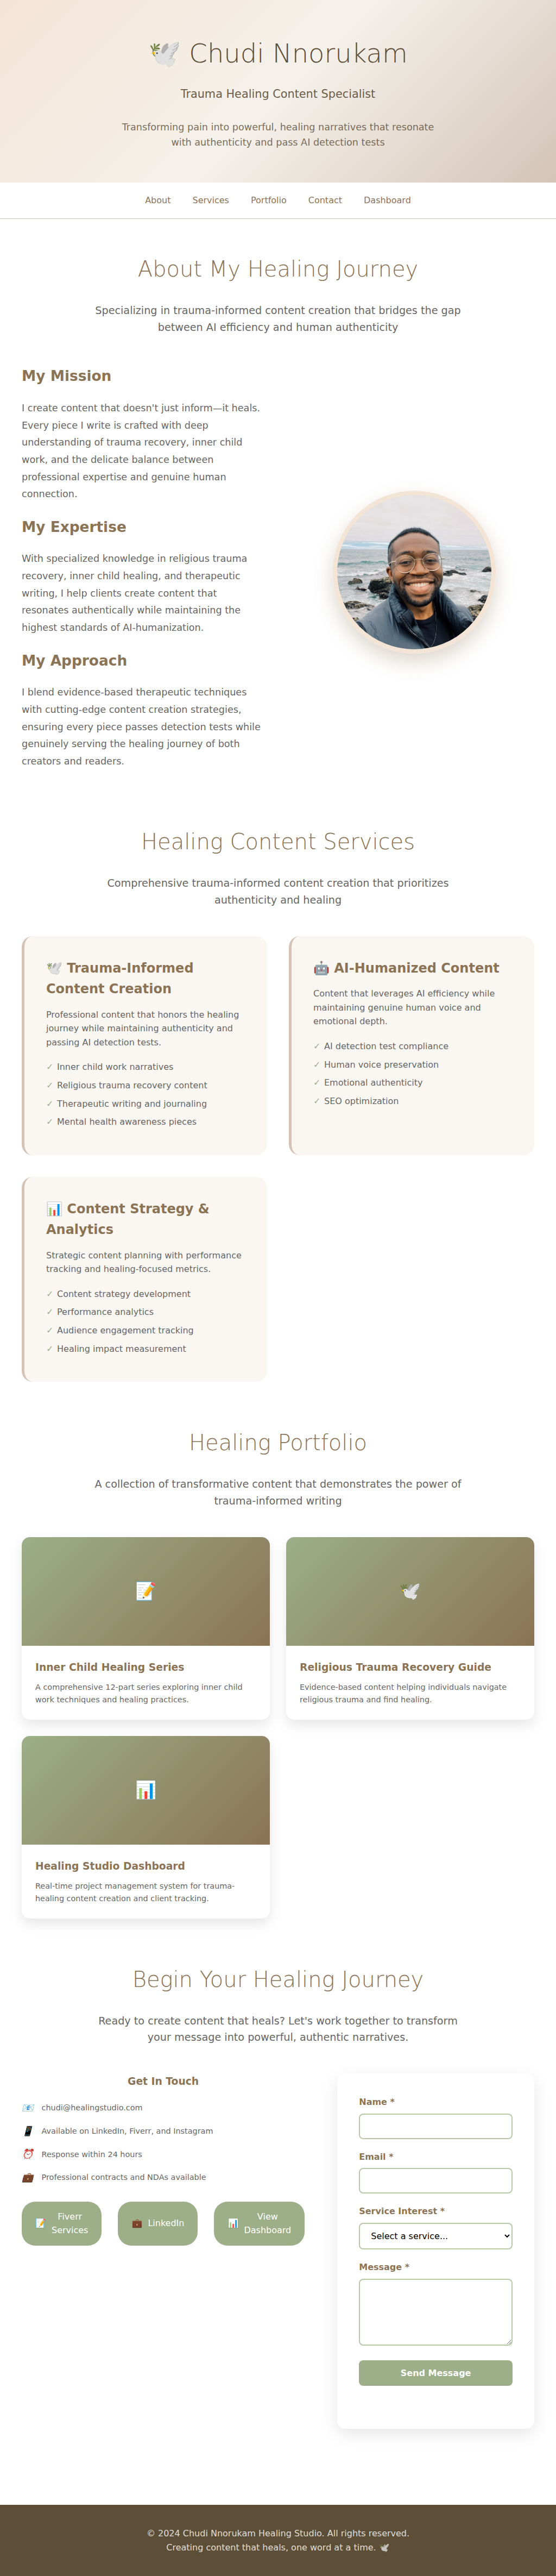 🕊️ Chudi Nnorukam
Trauma Healing Content Specialist
Transforming pain into powerful, healing narratives that resonate
with authenticity and pass AI detection tests
About Services Portfolio Contact Dashboard
About My Healing Journey
Specializing in trauma-informed content creation that bridges the gap
between AI efficiency and human authenticity
My Mission
I create content that doesn't just inform—it heals.
Every piece I write is crafted with deep
understanding of trauma recovery, inner child
work, and the delicate balance between
professional expertise and genuine human
connection.
My Expertise
With specialized knowledge in religious trauma
recovery, inner child healing, and therapeutic
writing, I help clients create content that
resonates authentically while maintaining the
highest standards of AI-humanization.
My Approach
I blend evidence-based therapeutic techniques
with cutting-edge content creation strategies,
ensuring every piece passes detection tests while
genuinely serving the healing journey of both
creators and readers.
Healing Content Services
Comprehensive trauma-informed content creation that prioritizes
authenticity and healing
🕊️ Trauma-Informed
Content Creation
Professional content that honors the healing
journey while maintaining authenticity and
passing AI detection tests.
✓ Inner child work narratives
✓ Religious trauma recovery content
✓ Therapeutic writing and journaling
✓ Mental health awareness pieces
🤖 AI-Humanized Content
Content that leverages AI efficiency while
maintaining genuine human voice and
emotional depth.
✓ AI detection test compliance
✓ Human voice preservation
✓ Emotional authenticity
✓ SEO optimization
📊 Content Strategy &
Analytics
Strategic content planning with performance
tracking and healing-focused metrics.
✓ Content strategy development
✓ Performance analytics
✓ Audience engagement tracking
✓ Healing impact measurement
Healing Portfolio
A collection of transformative content that demonstrates the power of
trauma-informed writing
Inner Child Healing Series
A comprehensive 12-part series exploring inner child
work techniques and healing practices.
Religious Trauma Recovery Guide
Evidence-based content helping individuals navigate
religious trauma and find healing.
Healing Studio Dashboard
Real-time project management system for trauma-
healing content creation and client tracking.
Begin Your Healing Journey
Ready to create content that heals? Let's work together to transform
your message into powerful, authentic narratives.
Get In Touch
📧 chudi@healingstudio.com
📱 Available on LinkedIn, Fiverr, and Instagram
⏰ Response within 24 hours
💼 Professional contracts and NDAs available
📝 Fiverr
Services
💼 LinkedIn
📊 View
Dashboard
Name *
Email *
Service Interest *
Select a service...
Message *
Send Message
© 2024 Chudi Nnorukam Healing Studio. All rights reserved.
Creating content that heals, one word at a time. 🕊️